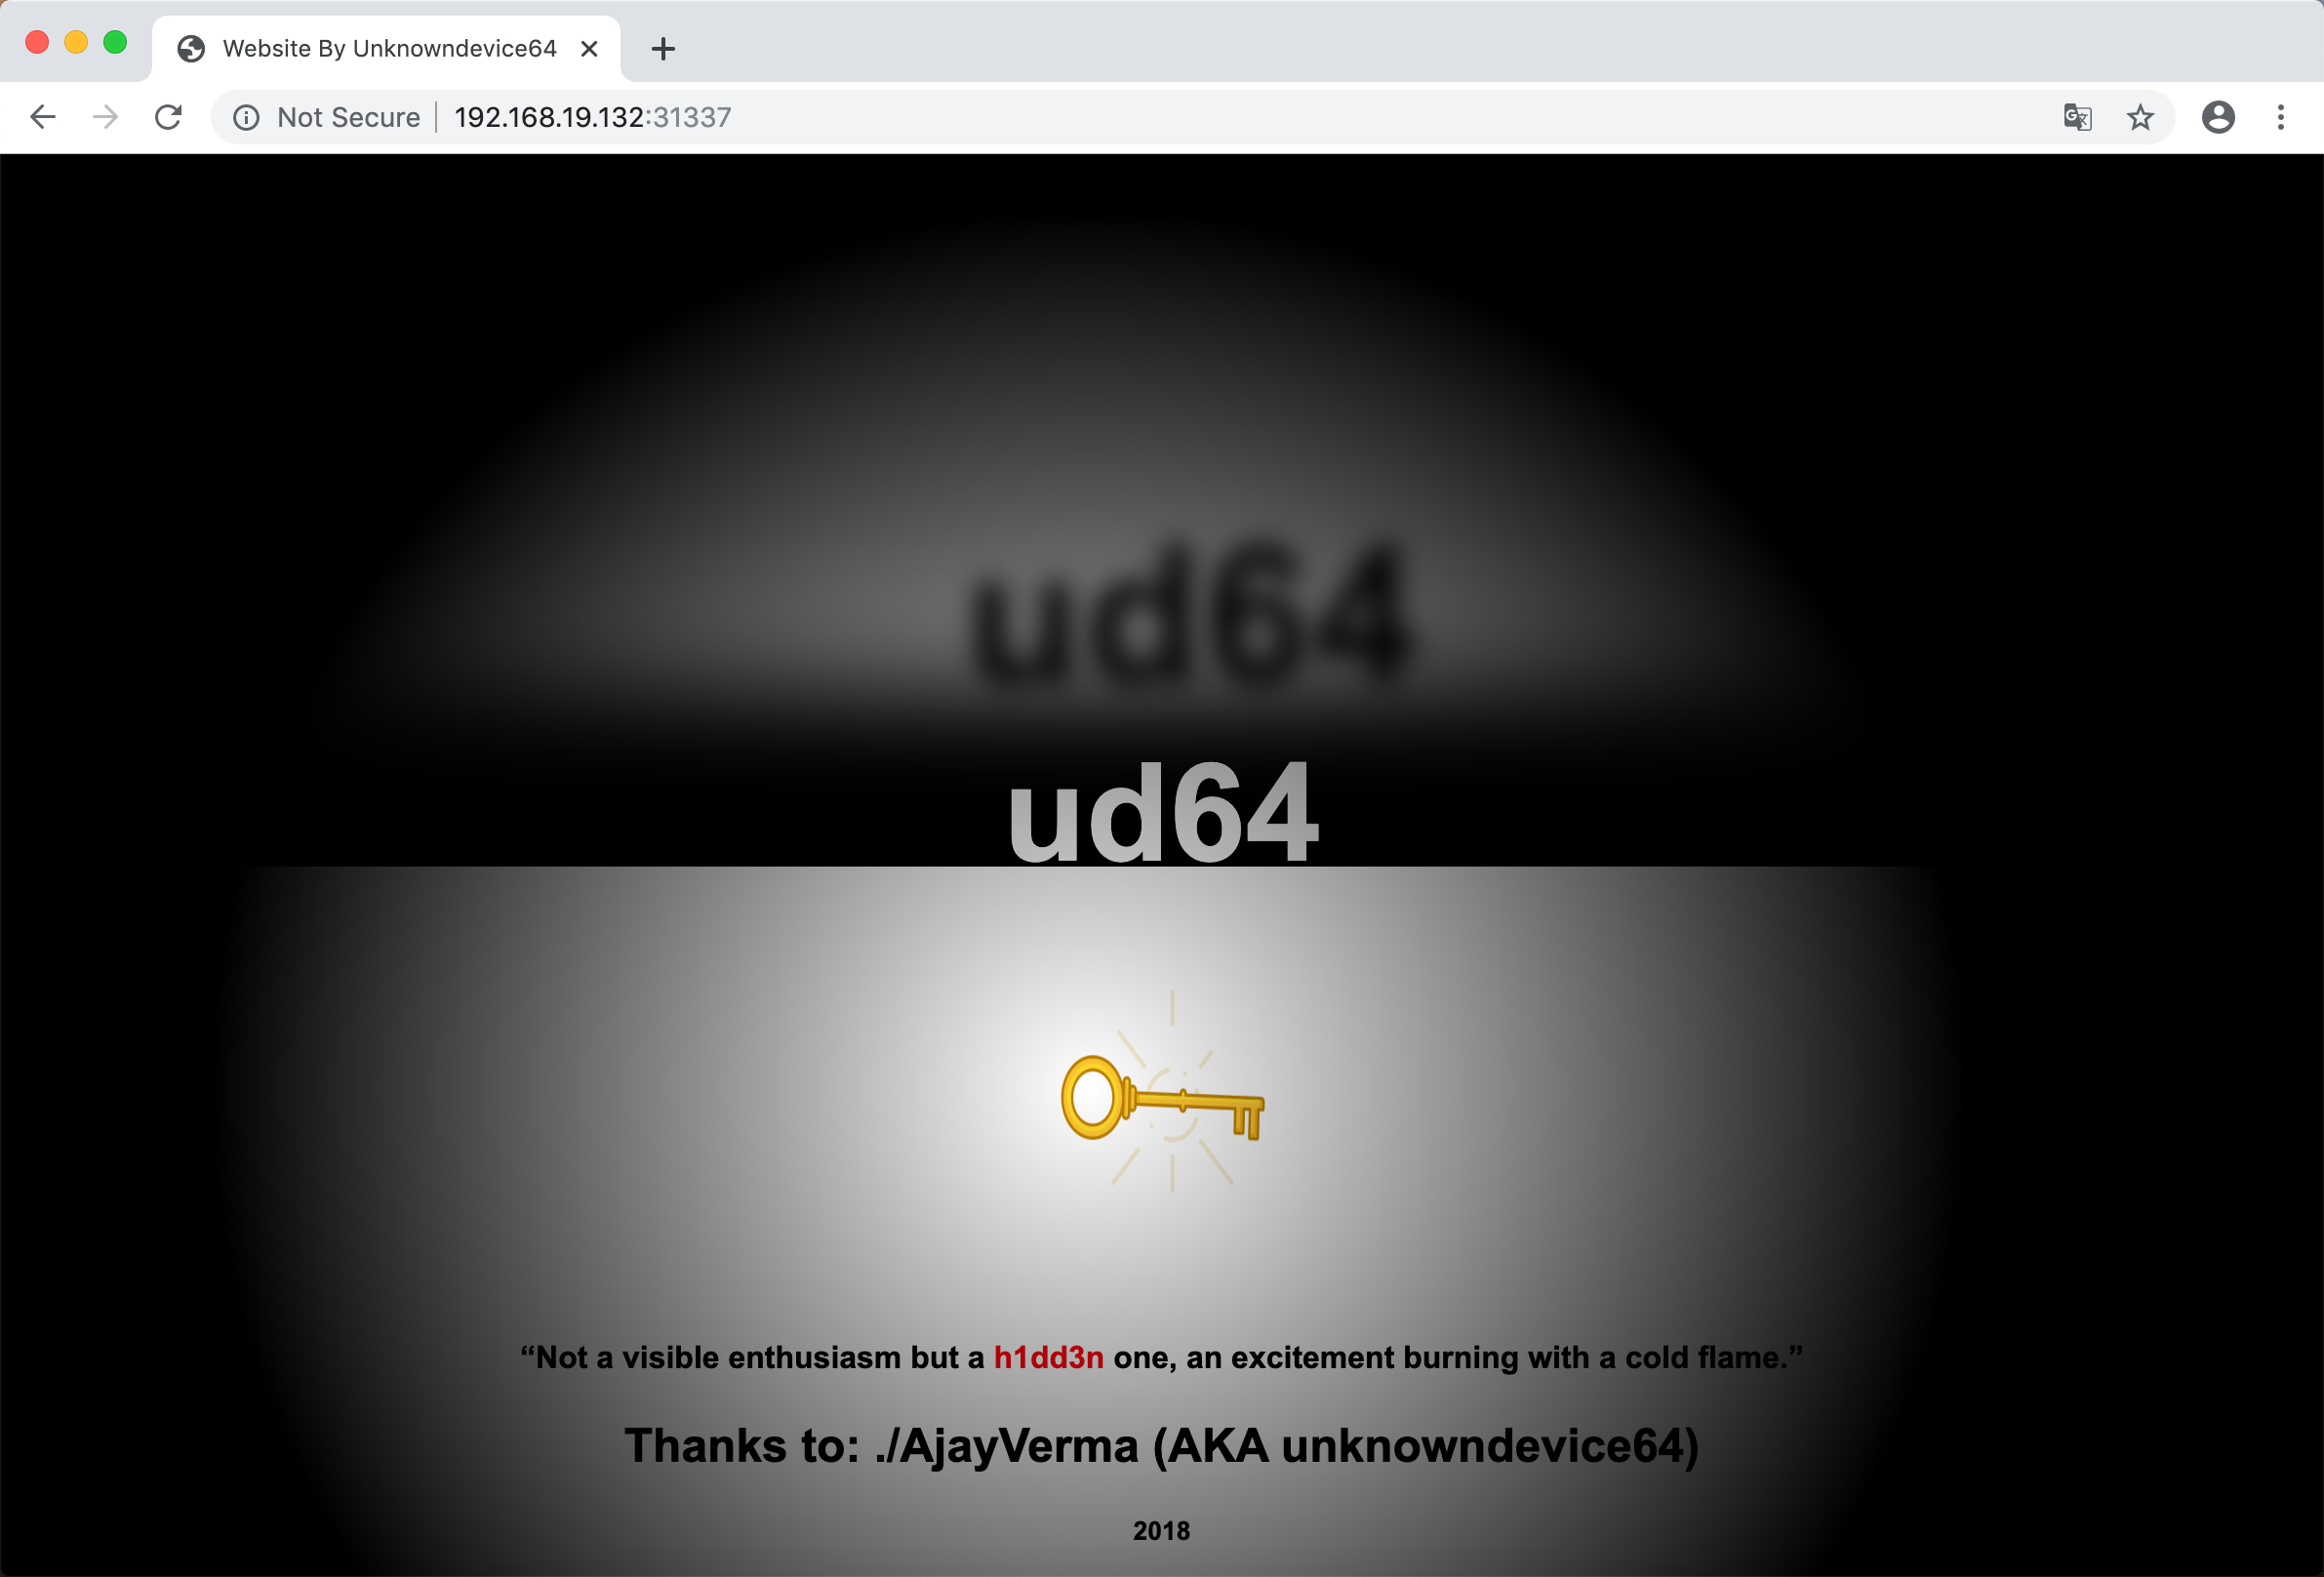 Website By Unknowndevice64
Not Secure 192.168.19.132:31337
ud64
ud64
“Not a visible enthusiasm but a h1dd3n one, an excitement burning with a cold flame.”
Thanks to: ./AjayVerma (AKA unknowndevice64)
2018